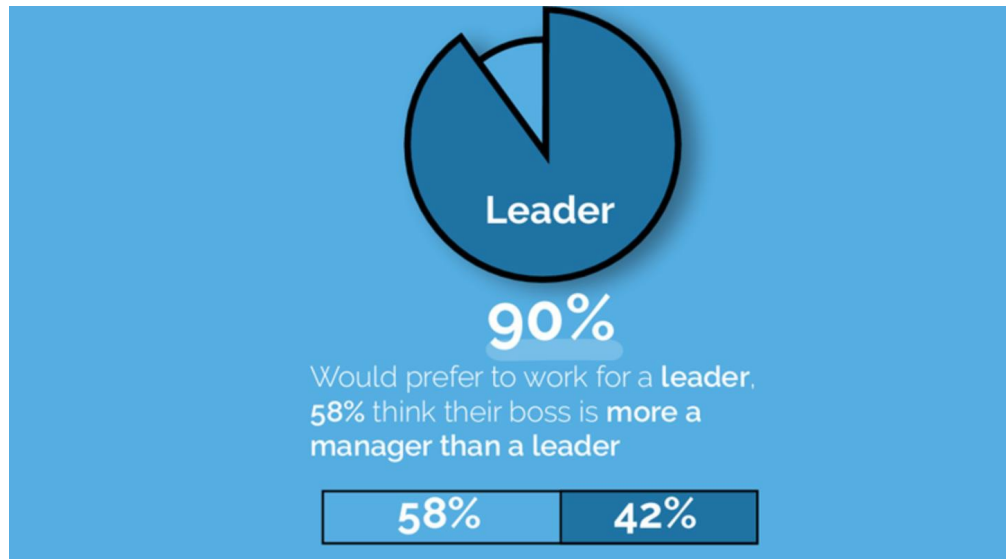 Leader
90%
Would prefer to work for a leader,
58% think their boss is more a
manager than a leader
58% 42%